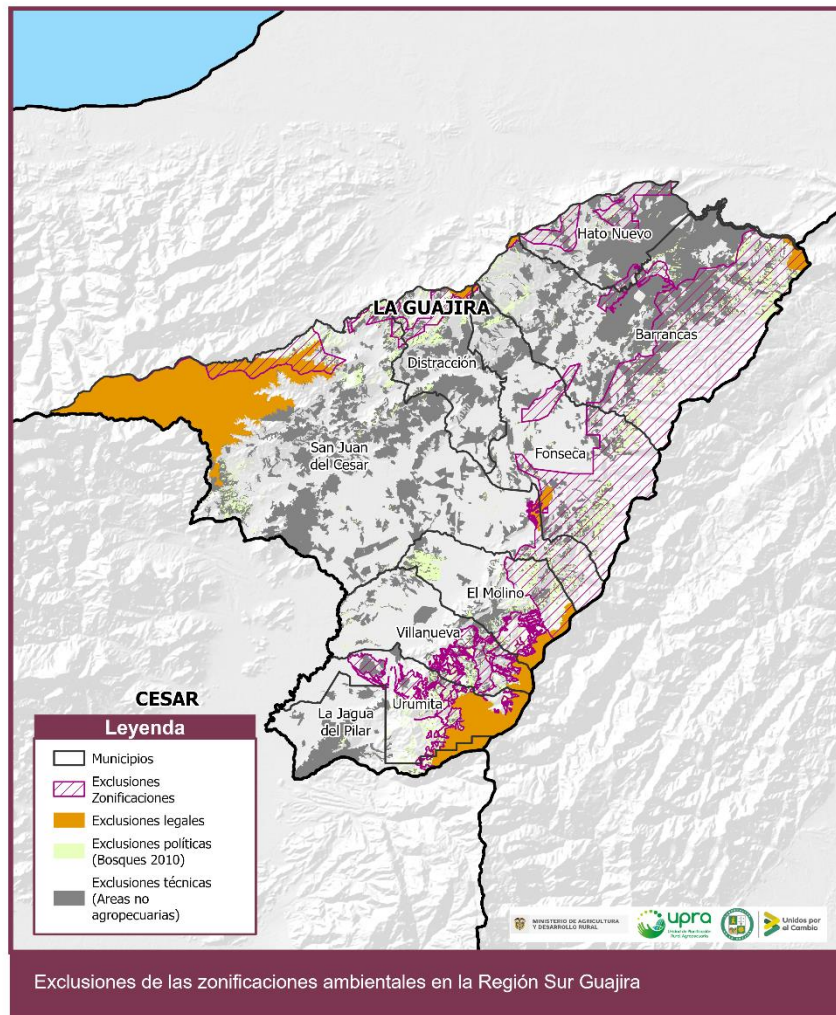 Hato Nuevo
LA GUAJIRA
Barrancas
Distracción
San Juan
del Cesar
Fonseca
El Molino
Villanueva
CESAR
Urumita
La Jagua
del Pilar
Leyenda
Municipios
Exclusiones
Zonificaciones
Exclusiones legales
Exclusiones políticas
(Bosques 2010)
Exclusiones técnicas
(Areas no
agropecuarias)
MINISTERIO DE AGRICULTURA
Y DESARROLLO RURAL
upra
Unidos por
el Cambio
Exclusiones de las zonificaciones ambientales en la Región Sur Guajira